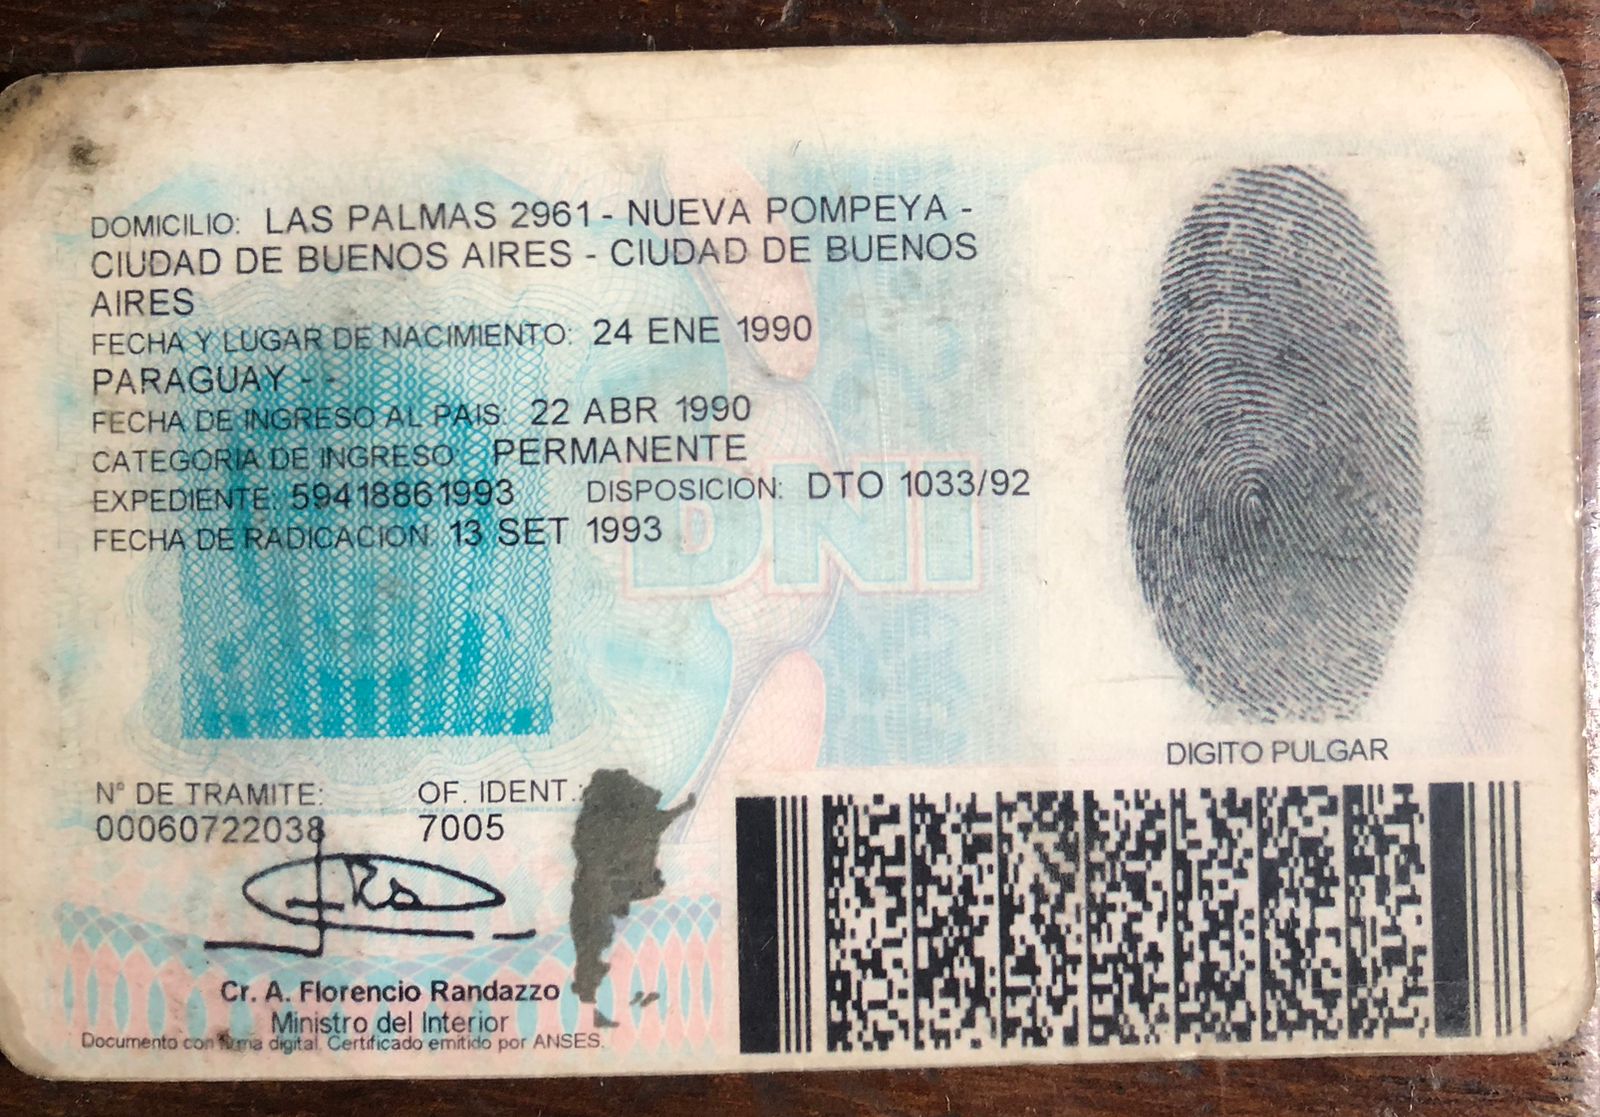 DOMICILIO: LAS PALMAS 2961 - NUEVA POMPEYA -
CIUDAD DE BUENOS AIRES - CIUDAD DE BUENOS
AIRES
FECHA Y LUGAR DE NACIMIENTO: 24 ENE 1990
PARAGUAY - -
FECHA DE INGRESO AL PAIS: 22 ABR 1990
CATEGORIA DE INGRESO: PERMANENTE
EXPEDIENTE: 59418861993 DISPOSICION: DTO 1033/92
FECHA DE RADICACION: 13 SET 1993
DNI
DIGITO PULGAR
N° DE TRAMITE: OF. IDENT.:
00060722038 7005
Cr. A. Florencio Randazzo
Ministro del Interior
Documento con firma digital. Certificado emitido por ANSES.